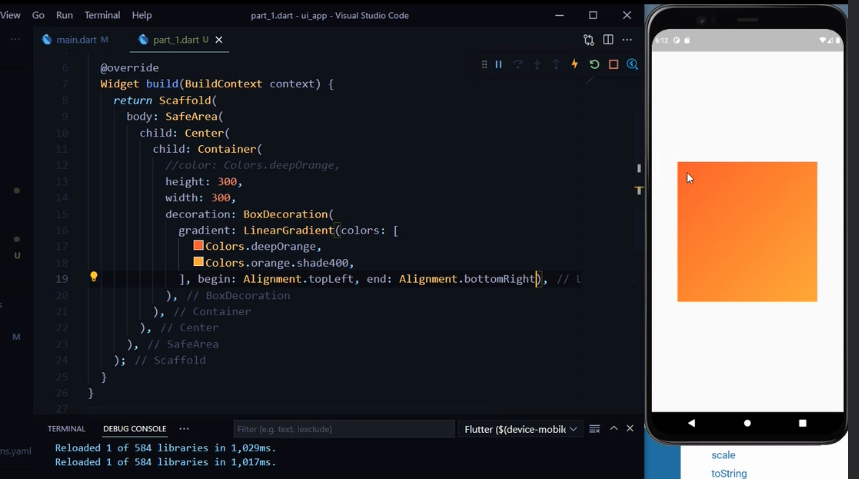 View Go Run Terminal Help
part_1.dart - ui_app - Visual Studio Code
main.dart M
part_1.dart U
6 @override
7 Widget build(BuildContext context) {
8 return Scaffold(
9 body: SafeArea(
10 child: Center(
11 child: Container(
12 //color: Colors.deepOrange,
13 height: 300,
14 width: 300,
15 decoration: BoxDecoration(
16 gradient: LinearGradient(colors: [
17 Colors.deepOrange,
18 Colors.orange.shade400,
19 ], begin: Alignment.topLeft, end: Alignment.bottomRight), // L
20 ), // BoxDecoration
21 ), // Container
22 ), // Center
23 ), // SafeArea
24 ); // Scaffold
25 }
26 }
27
U
M
ns.yaml
TERMINAL DEBUG CONSOLE ...
Filter (e.g. text, !exclude)
Flutter (${device-mobile
Reloaded 1 of 584 libraries in 1,029ms.
Reloaded 1 of 584 libraries in 1,017ms.
scale
toString